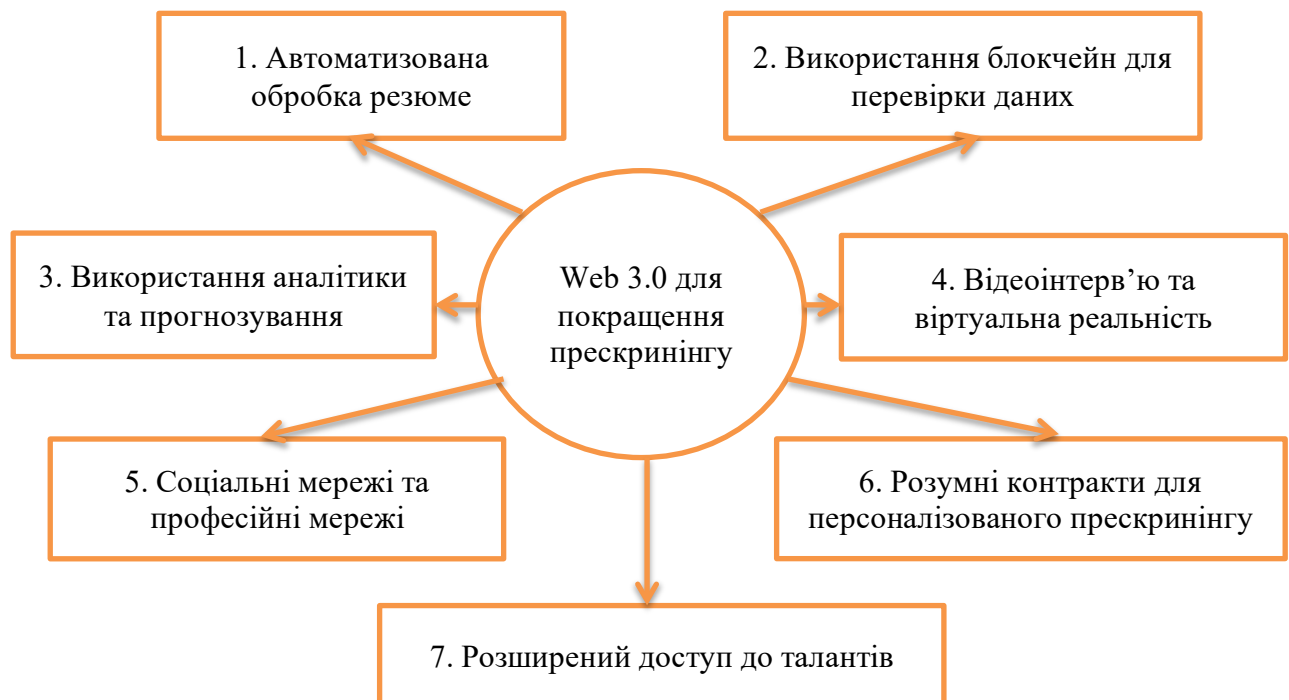 1. Автоматизована
обробка резюме
2. Використання блокчейн для
перевірки даних
3. Використання аналітики
та прогнозування
Web 3.0 для
покращення
прескринінгу
4. Відеоінтерв’ю та
віртуальна реальність
5. Соціальні мережі та
професійні мережі
6. Розумні контракти для
персоналізованого прескринінгу
7. Розширений доступ до талантів